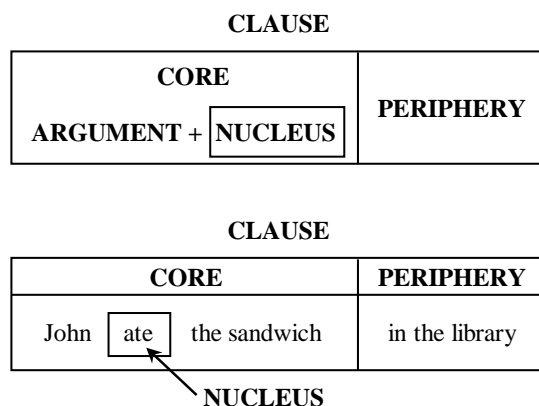 CLAUSE
CORE
PERIPHERY
ARGUMENT + NUCLEUS
CLAUSE
CORE PERIPHERY
John ate the sandwich in the library
NUCLEUS